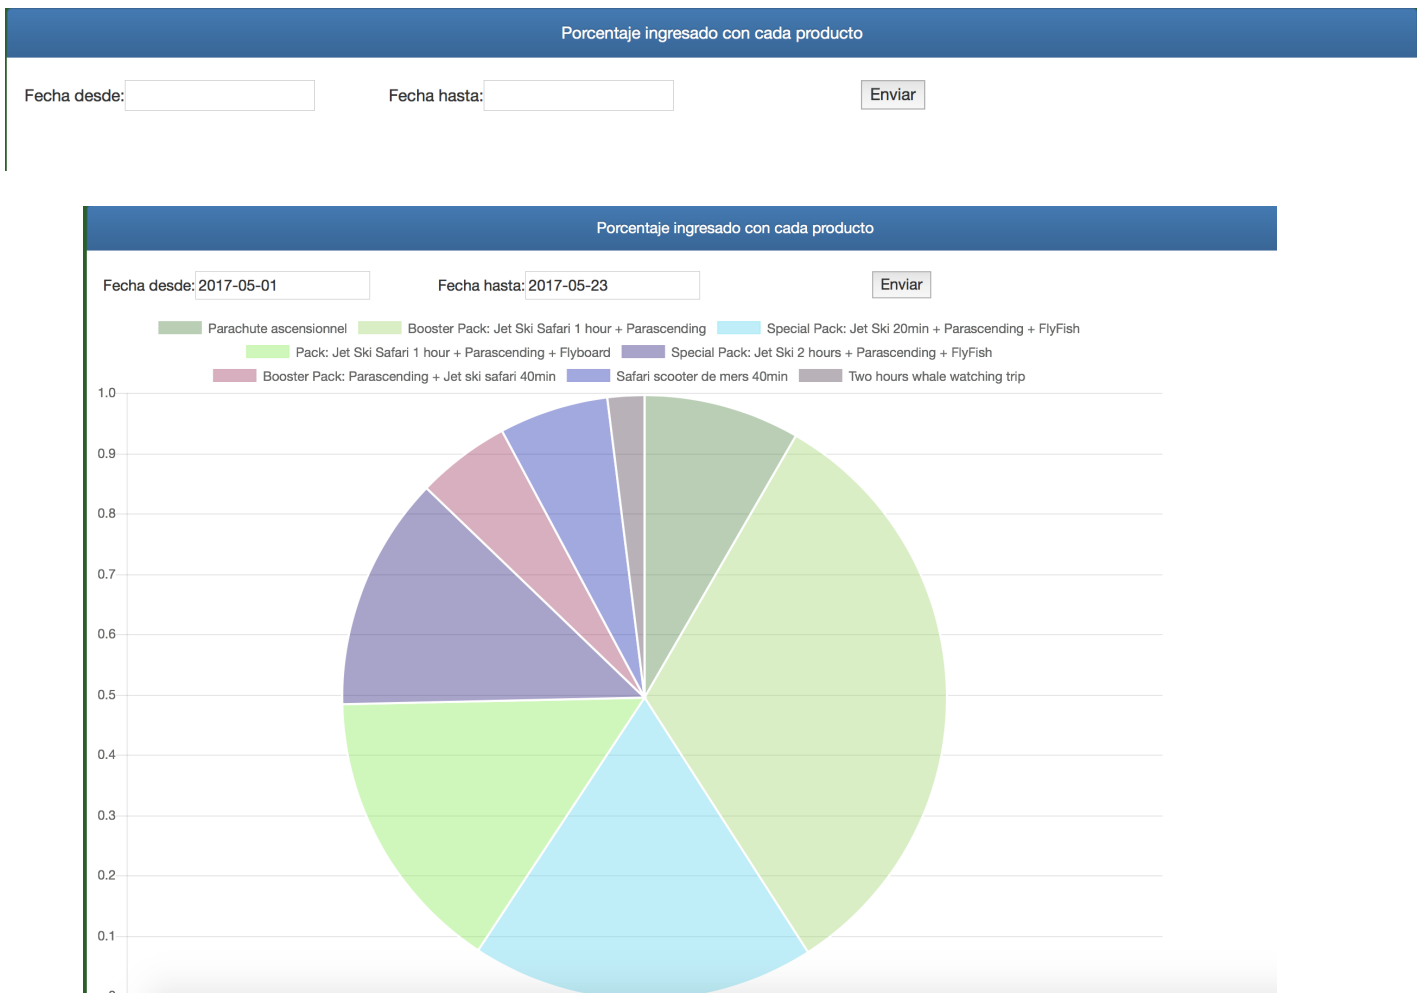 Porcentaje ingresado con cada producto
Fecha desde: Fecha hasta: Enviar
Porcentaje ingresado con cada producto
Fecha desde: 2017-05-01 Fecha hasta: 2017-05-23 Enviar
Parachute ascensionnel Booster Pack: Jet Ski Safari 1 hour + Parascending Special Pack: Jet Ski 20min + Parascending + FlyFish
Pack: Jet Ski Safari 1 hour + Parascending + Flyboard Special Pack: Jet Ski 2 hours + Parascending + FlyFish
Booster Pack: Parascending + Jet ski safari 40min Safari scooter de mers 40min Two hours whale watching trip
1.0
0.9
0.8
0.7
0.6
0.5
0.4
0.3
0.2
0.1